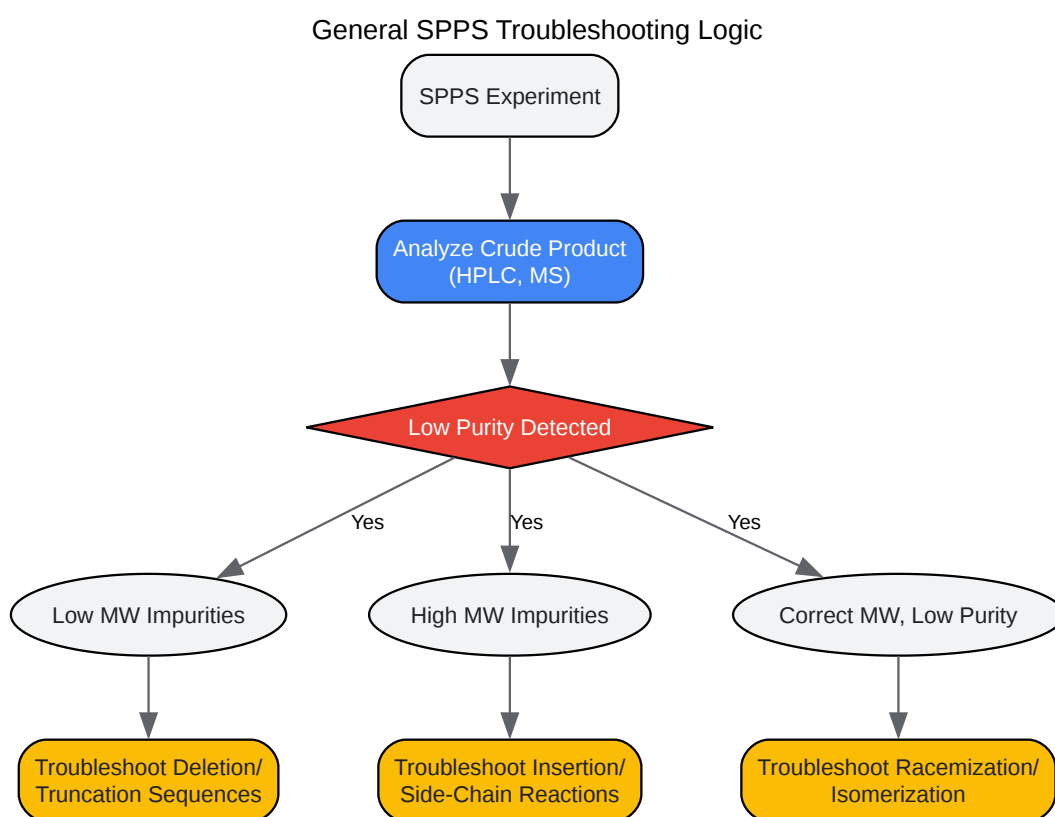 General SPPS Troubleshooting Logic
SPPS Experiment
Analyze Crude Product
(HPLC, MS)
Low Purity Detected
Yes
Yes
Yes
Low MW Impurities
High MW Impurities
Correct MW, Low Purity
Troubleshoot Deletion/
Truncation Sequences
Troubleshoot Insertion/
Side-Chain Reactions
Troubleshoot Racemization/
Isomerization